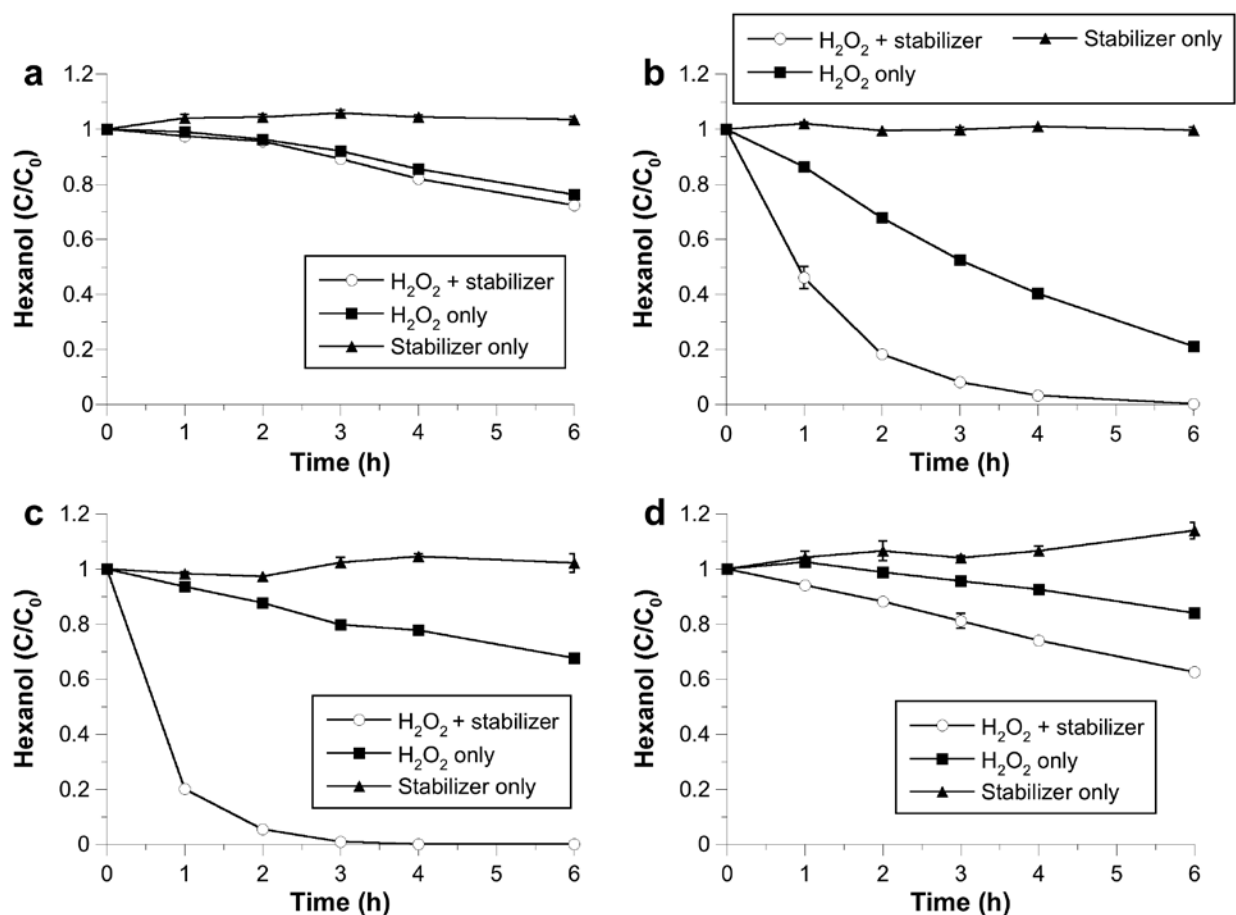 a
1.2
1
0.8
0.6
0.4
0.2
0
Hexanol (C/C₀)
H₂O₂ + stabilizer
H₂O₂ only
Stabilizer only
0 1 2 3 4 5 6
Time (h)
b
H₂O₂ + stabilizer Stabilizer only
H₂O₂ only
1.2
1
0.8
0.6
0.4
0.2
0
Hexanol (C/C₀)
0 1 2 3 4 5 6
Time (h)
c
1.2
1
0.8
0.6
0.4
0.2
0
Hexanol (C/C₀)
H₂O₂ + stabilizer
H₂O₂ only
Stabilizer only
0 1 2 3 4 5 6
Time (h)
d
1.2
1
0.8
0.6
0.4
0.2
0
Hexanol (C/C₀)
H₂O₂ + stabilizer
H₂O₂ only
Stabilizer only
0 1 2 3 4 5 6
Time (h)